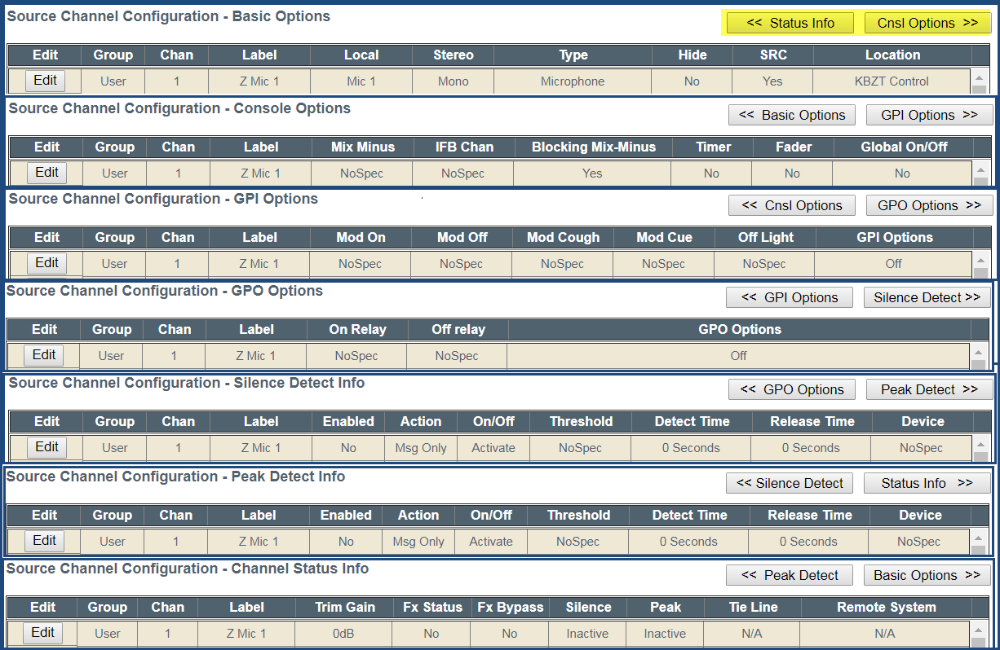 Source Channel Configuration - Basic Options
<< Status Info Cnsl Options >>
Edit Group Chan Label Local Stereo Type Hide SRC Location
Edit User 1 Z Mic 1 Mic 1 Mono Microphone No Yes KBZT Control
Source Channel Configuration - Console Options
<< Basic Options GPI Options >>
Edit Group Chan Label Mix Minus IFB Chan Blocking Mix-Minus Timer Fader Global On/Off
Edit User 1 Z Mic 1 NoSpec NoSpec Yes No No No
Source Channel Configuration - GPI Options
<< Cnsl Options GPO Options >>
Edit Group Chan Label Mod On Mod Off Mod Cough Mod Cue Off Light GPI Options
Edit User 1 Z Mic 1 NoSpec NoSpec NoSpec NoSpec NoSpec Off
Source Channel Configuration - GPO Options
<< GPI Options Silence Detect >>
Edit Group Chan Label On Relay Off relay GPO Options
Edit User 1 Z Mic 1 NoSpec NoSpec Off
Source Channel Configuration - Silence Detect Info
<< GPO Options Peak Detect >>
Edit Group Chan Label Enabled Action On/Off Threshold Detect Time Release Time Device
Edit User 1 Z Mic 1 No Msg Only Activate NoSpec 0 Seconds 0 Seconds NoSpec
Source Channel Configuration - Peak Detect Info
<< Silence Detect Status Info >>
Edit Group Chan Label Enabled Action On/Off Threshold Detect Time Release Time Device
Edit User 1 Z Mic 1 No Msg Only Activate NoSpec 0 Seconds 0 Seconds NoSpec
Source Channel Configuration - Channel Status Info
<< Peak Detect Basic Options >>
Edit Group Chan Label Trim Gain Fx Status Fx Bypass Silence Peak Tie Line Remote System
Edit User 1 Z Mic 1 0dB No No Inactive Inactive N/A N/A